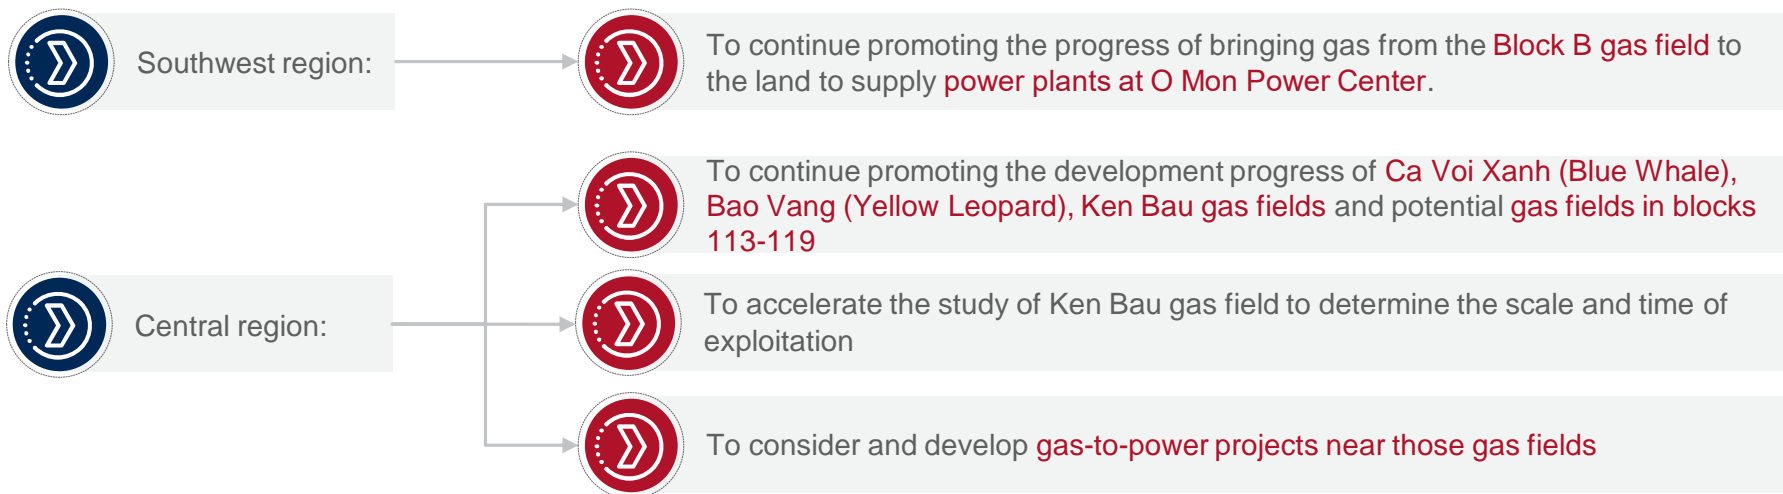 Southwest region:
To continue promoting the progress of bringing gas from the Block B gas field to
the land to supply power plants at O Mon Power Center.
Central region:
To continue promoting the development progress of Ca Voi Xanh (Blue Whale),
Bao Vang (Yellow Leopard), Ken Bau gas fields and potential gas fields in blocks
113-119
To accelerate the study of Ken Bau gas field to determine the scale and time of
exploitation
To consider and develop gas-to-power projects near those gas fields